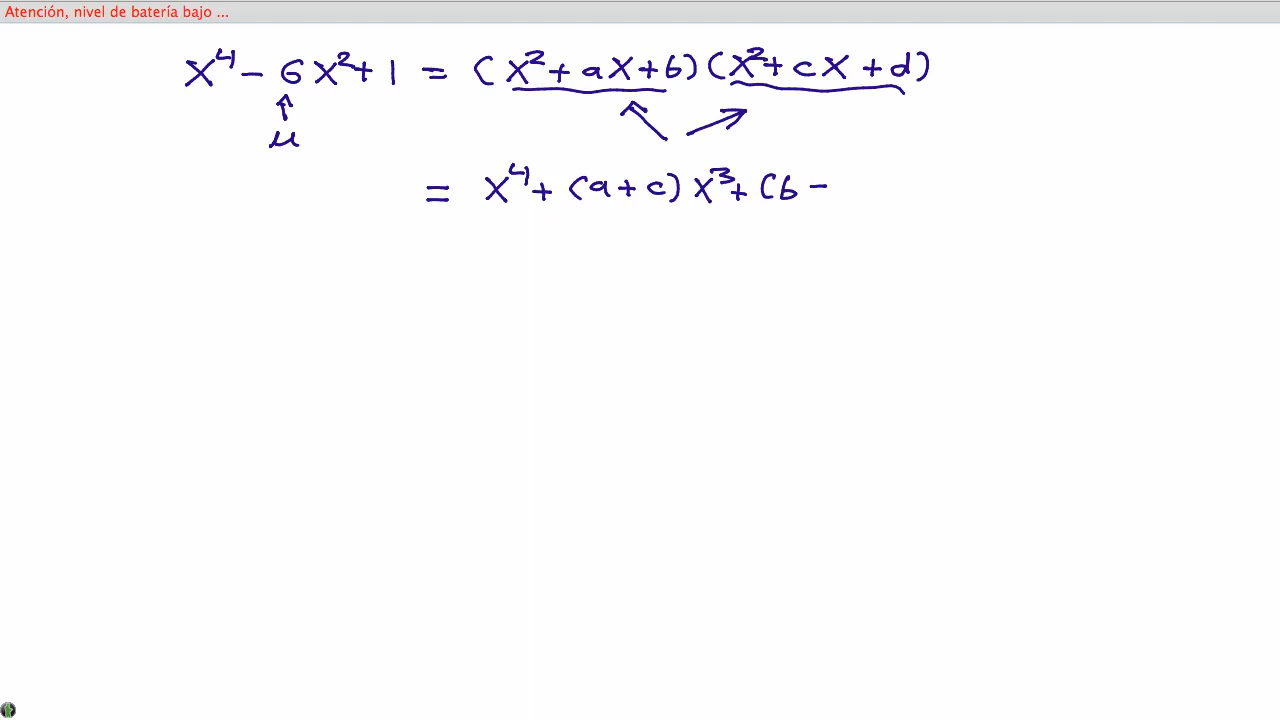 Atención, nivel de batería bajo ...
x⁴ - 6x² + 1 = (x² + ax + b)(x² + cx + d)
μ
= x⁴ + (a + c) x³ + (b -